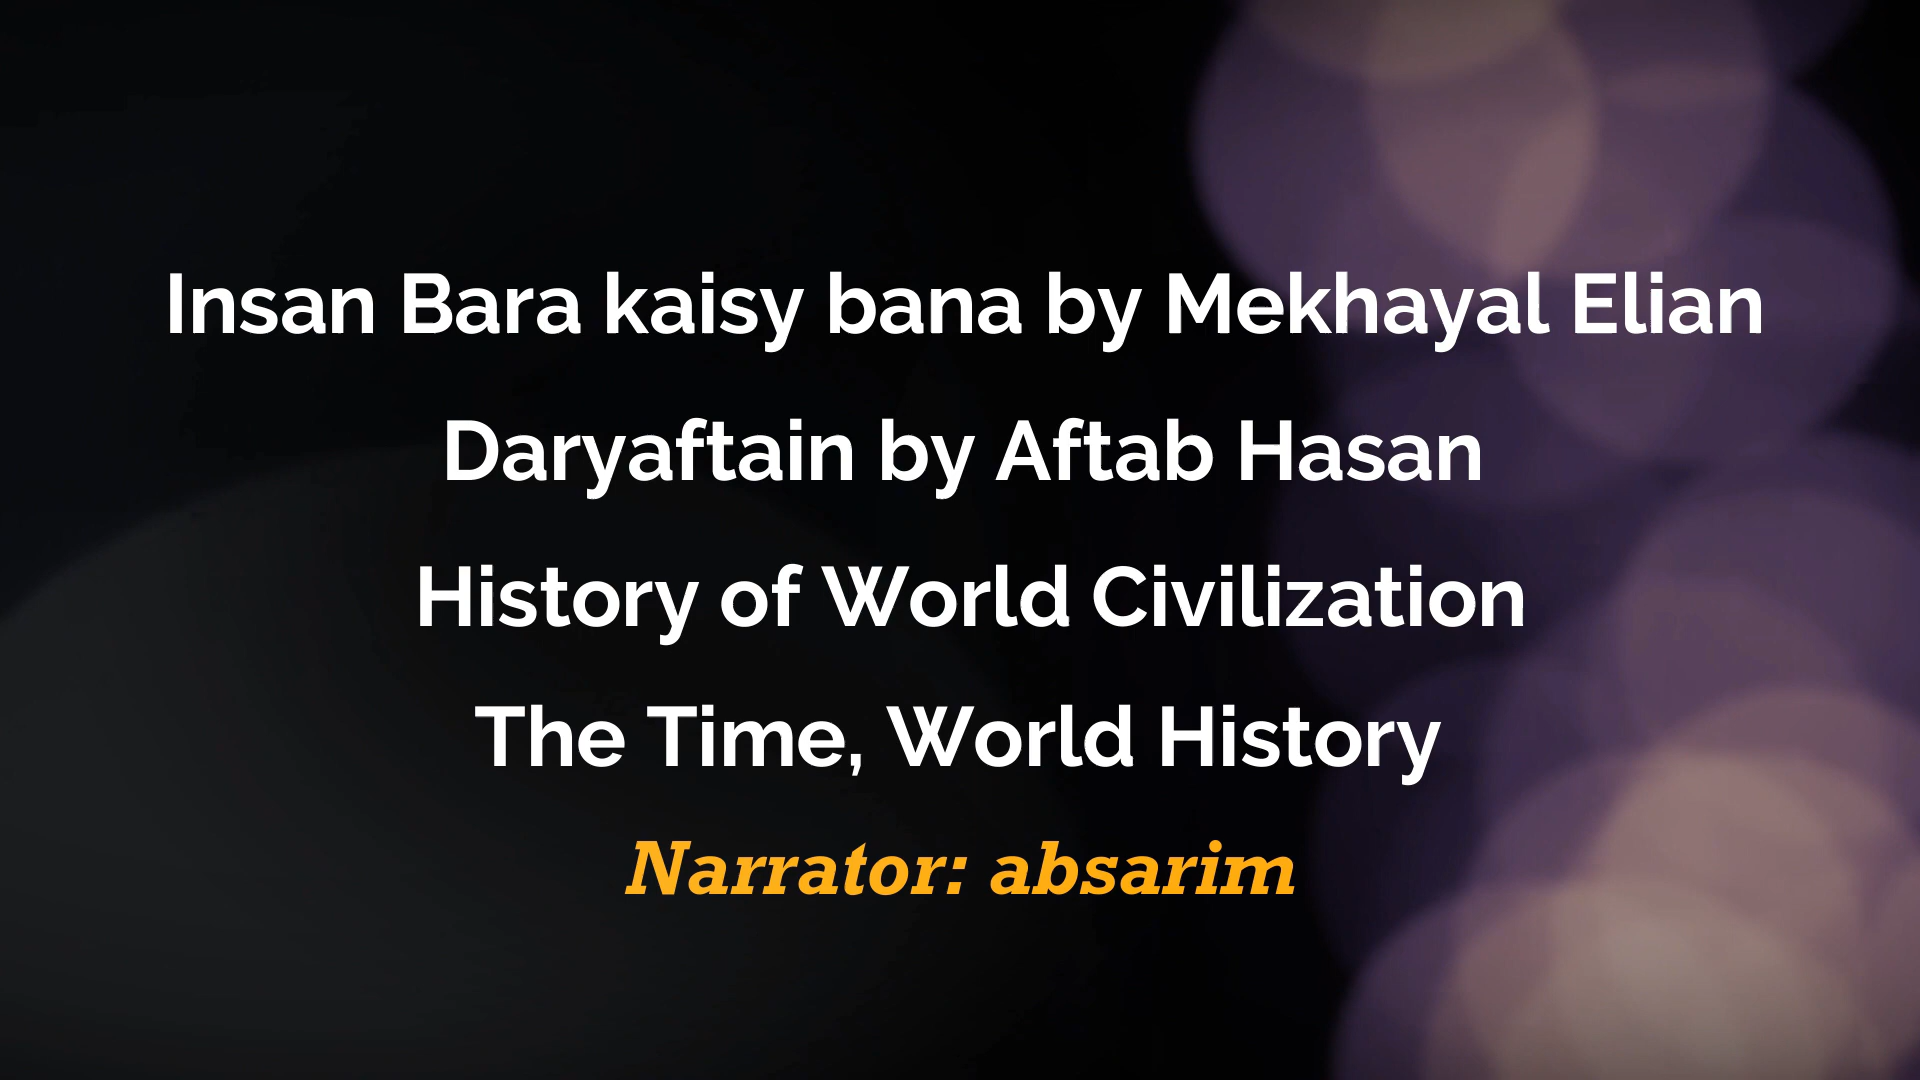 Insan Bara kaisy bana by Mekhayal Elian
Daryaftain by Aftab Hasan
History of World Civilization
The Time, World History
Narrator: absarim